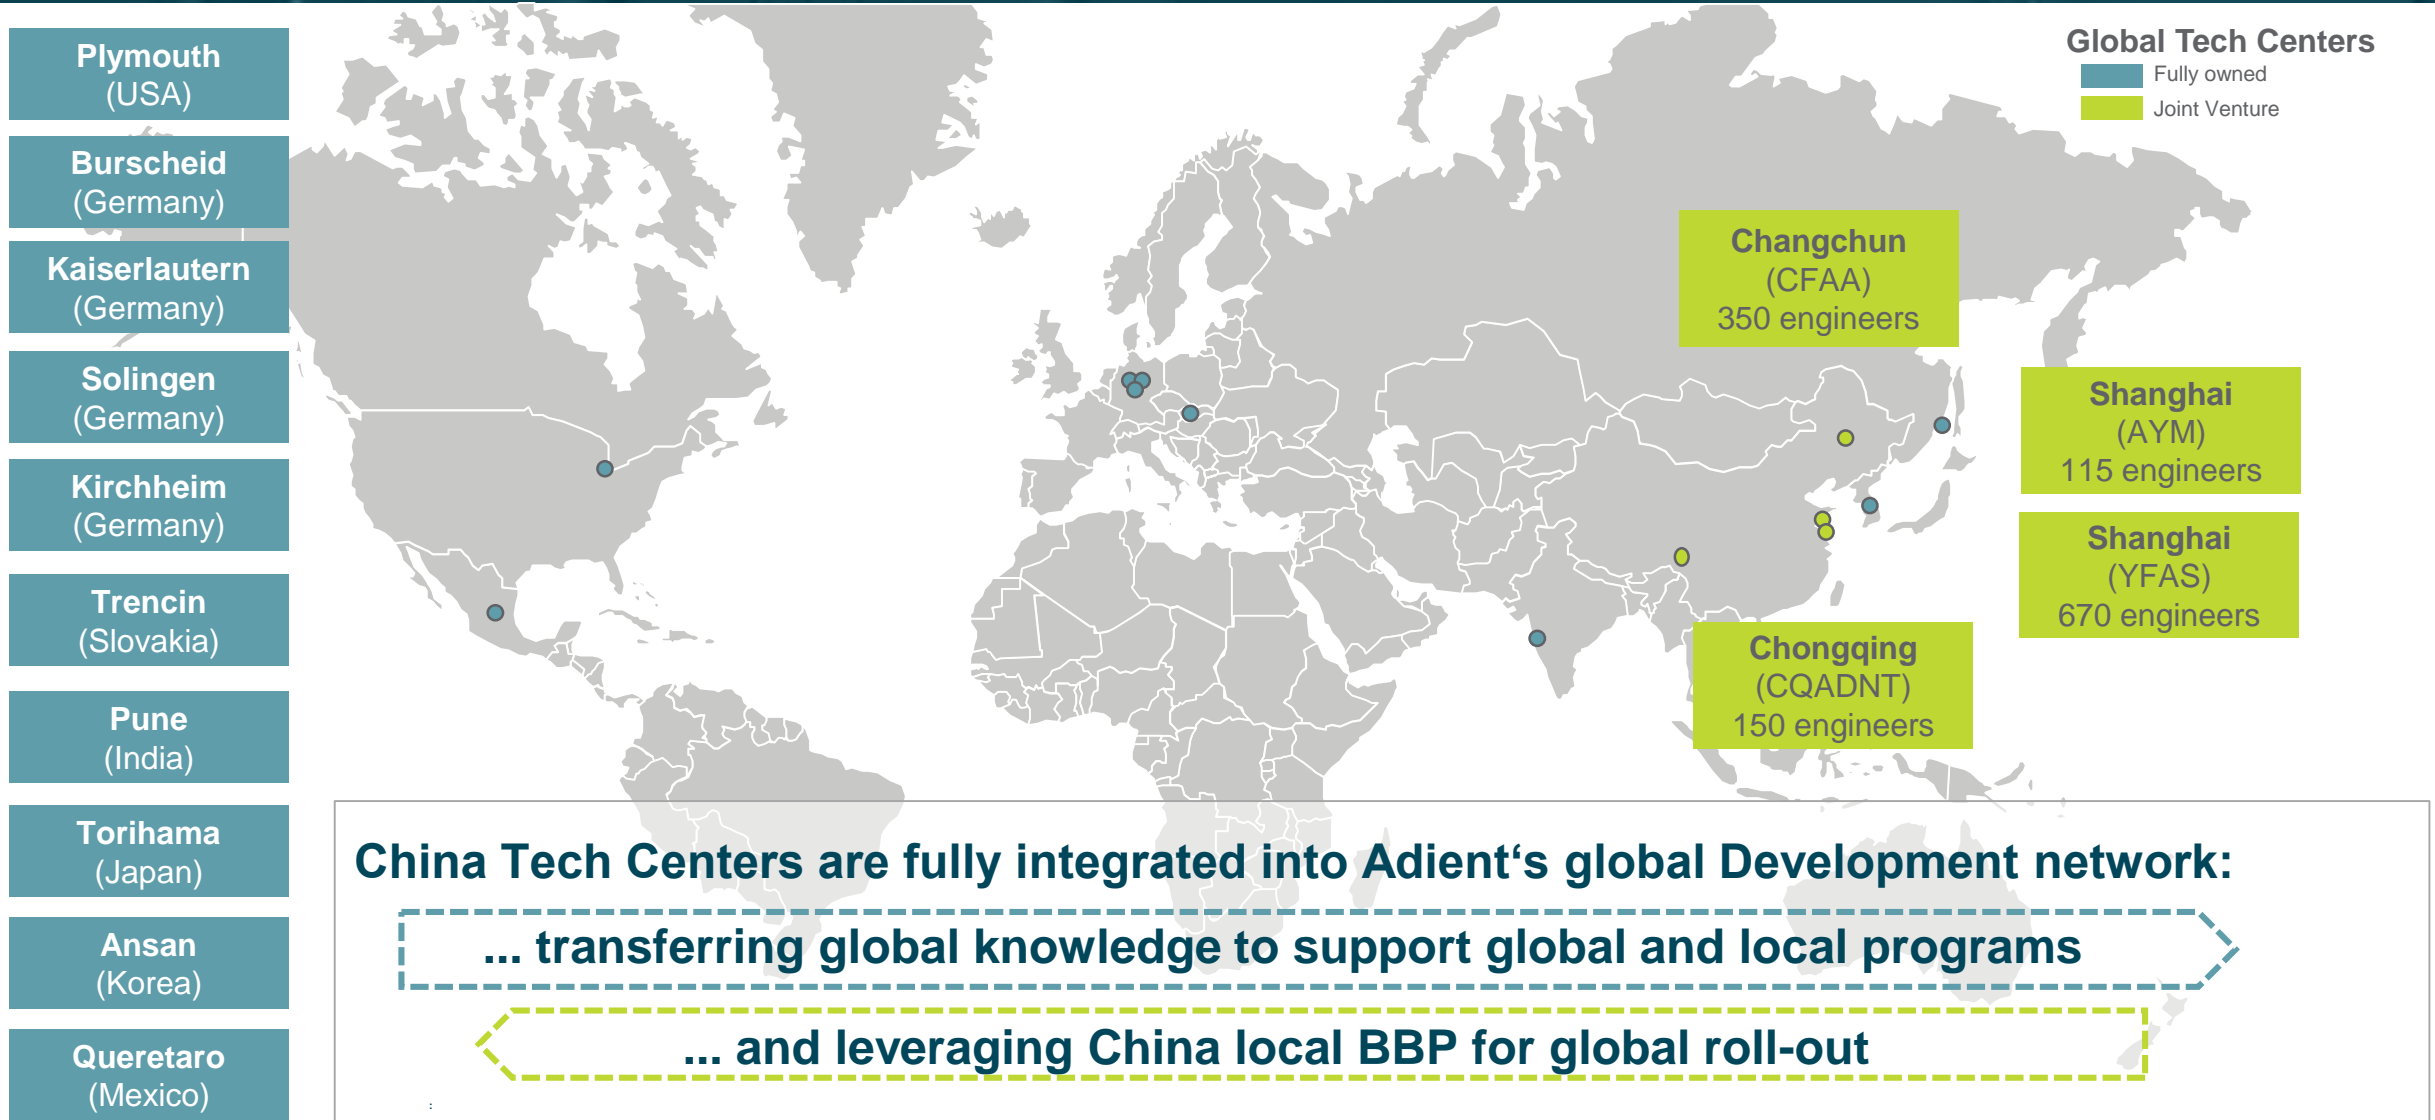 Plymouth
(USA)
Burscheid
(Germany)
Kaiserlautern
(Germany)
Solingen
(Germany)
Kirchheim
(Germany)
Trencin
(Slovakia)
Pune
(India)
Torihama
(Japan)
Ansan
(Korea)
Queretaro
(Mexico)
Global Tech Centers
Fully owned
Joint Venture
Changchun
(CFAA)
350 engineers
Shanghai
(AYM)
115 engineers
Shanghai
(YFAS)
670 engineers
Chongqing
(CQADNT)
150 engineers
China Tech Centers are fully integrated into Adient‘s global Development network:
... transferring global knowledge to support global and local programs
... and leveraging China local BBP for global roll-out